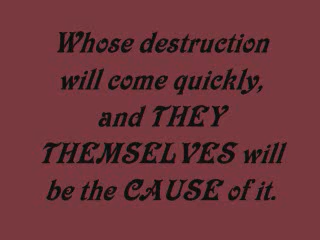 Whose destruction
will come quickly,
and THEY
THEMSELVES will
be the CAUSE of it.